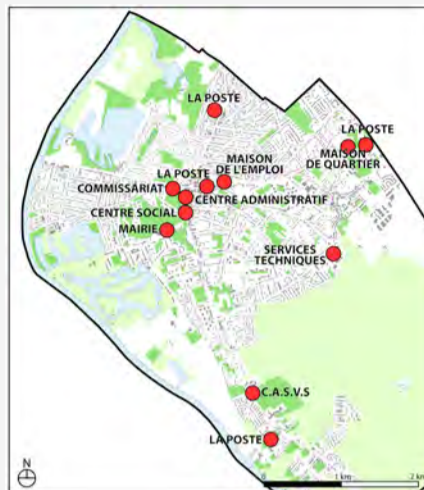 LA POSTE
LA POSTE
MAISON
DE QUARTIER
MAISON
DE L'EMPLOI
LA POSTE
COMMISSARIAT
CENTRE ADMINISTRATIF
CENTRE SOCIAL
MAIRIE
SERVICES
TECHNIQUES
C.A.S.V.S
LA POSTE
N
0 1 km 2 km